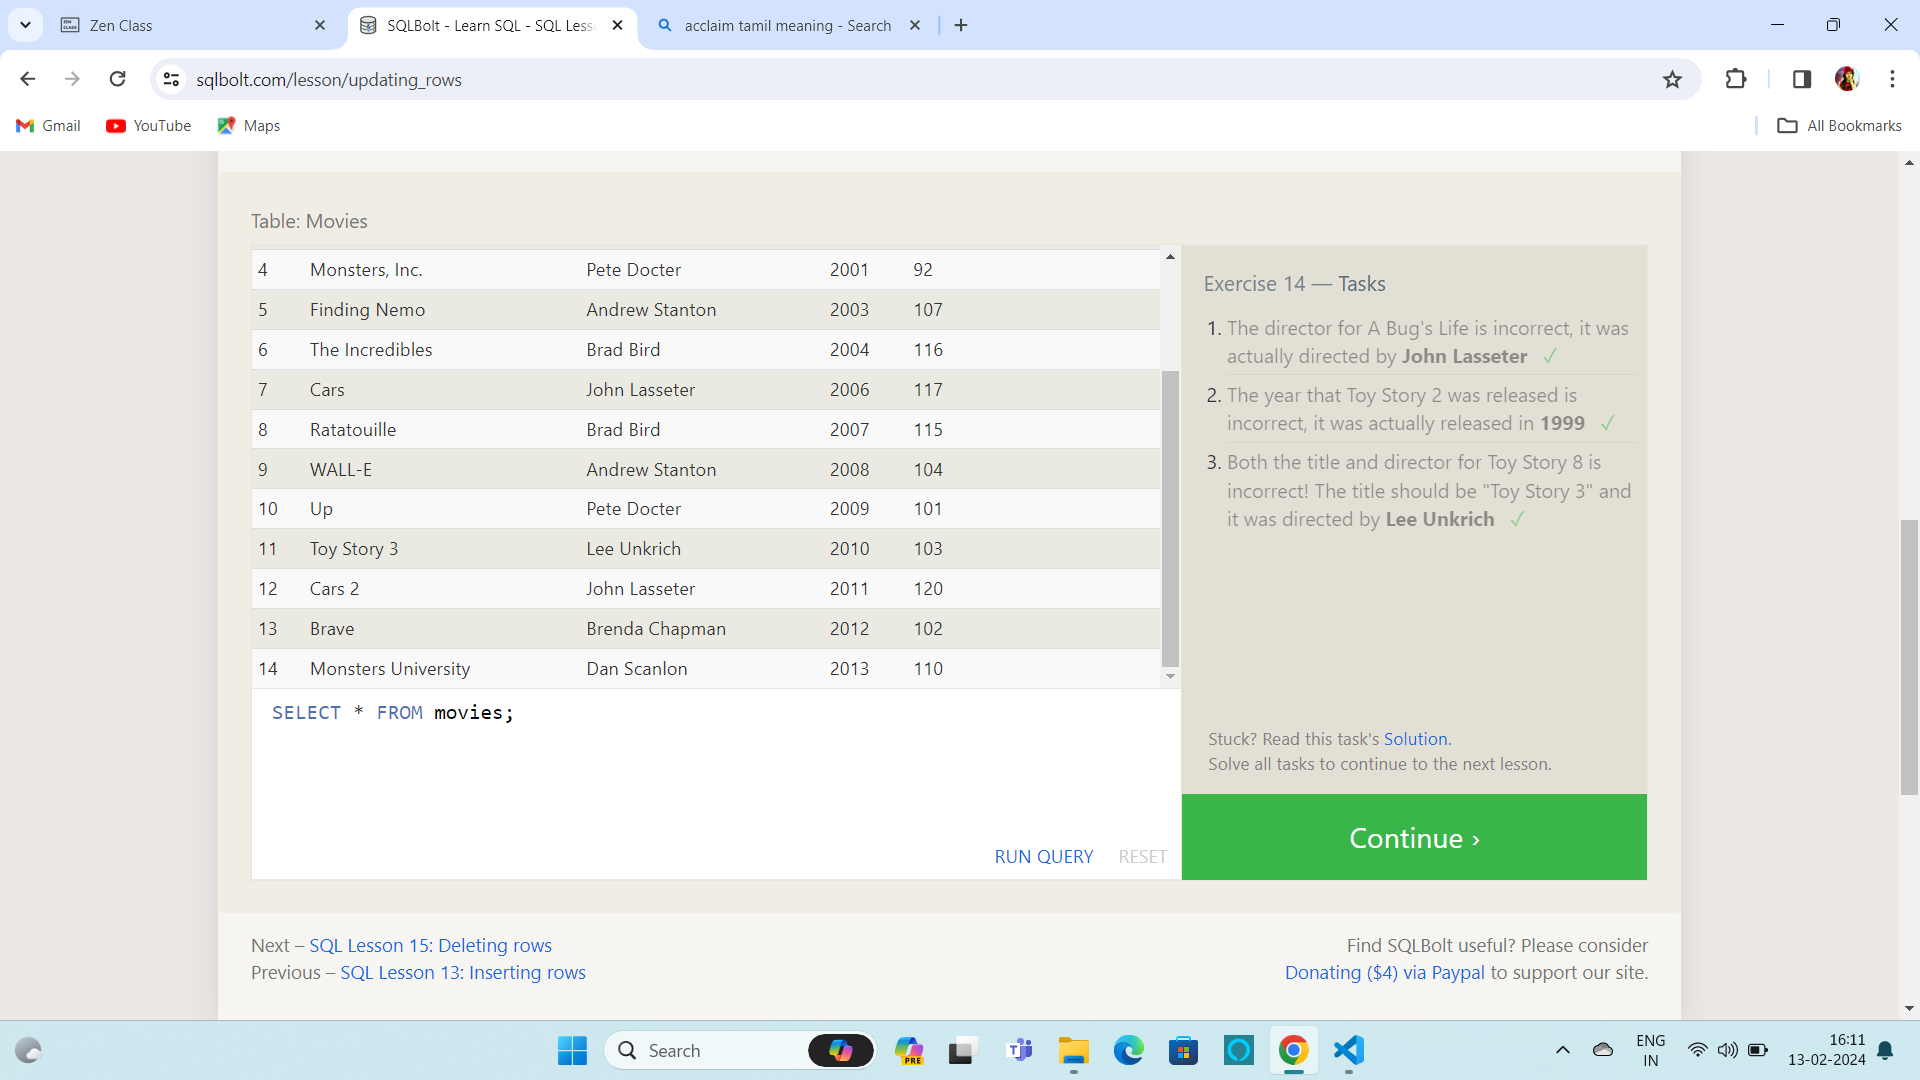 Zen Class
SQLBolt - Learn SQL - SQL Less
acclaim tamil meaning - Search
sqlbolt.com/lesson/updating_rows
Gmail
YouTube
Maps
All Bookmarks
Table: Movies
4 Monsters, Inc. Pete Docter 2001 92
5 Finding Nemo Andrew Stanton 2003 107
6 The Incredibles Brad Bird 2004 116
7 Cars John Lasseter 2006 117
8 Ratatouille Brad Bird 2007 115
9 WALL-E Andrew Stanton 2008 104
10 Up Pete Docter 2009 101
11 Toy Story 3 Lee Unkrich 2010 103
12 Cars 2 John Lasseter 2011 120
13 Brave Brenda Chapman 2012 102
14 Monsters University Dan Scanlon 2013 110
SELECT * FROM movies;
RUN QUERY RESET
Exercise 14 — Tasks
1. The director for A Bug's Life is incorrect, it was
actually directed by John Lasseter ✓
2. The year that Toy Story 2 was released is
incorrect, it was actually released in 1999 ✓
3. Both the title and director for Toy Story 8 is
incorrect! The title should be "Toy Story 3" and
it was directed by Lee Unkrich ✓
Stuck? Read this task's Solution.
Solve all tasks to continue to the next lesson.
Continue ›
Next – SQL Lesson 15: Deleting rows
Previous – SQL Lesson 13: Inserting rows
Find SQLBolt useful? Please consider
Donating ($4) via Paypal to support our site.
Search
PRE
ENG
IN
16:11
13-02-2024